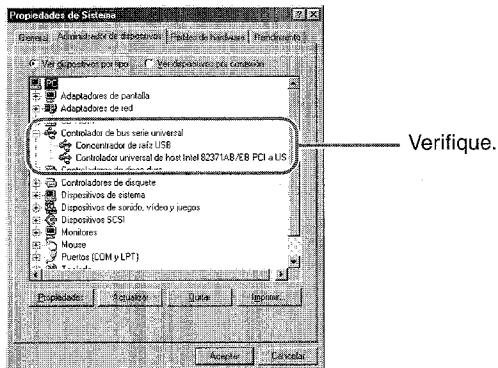 Propiedades de Sistema
General Administrador de dispositivos Perfiles de hardware Rendimiento
Ver dispositivos por tipo Ver dispositivos por conexión
PC
Adaptadores de pantalla
Adaptadores de red
CD-ROM
Controlador de bus serie universal
Concentrador de raíz USB
Controlador universal de host Intel 82371AB/EB PCI a US
Verifique.
Controladores de disquete
Dispositivos de sistema
Dispositivos de sonido, vídeo y juegos
Dispositivos SCSI
Monitores
Mouse
Puertos (COM y LPT)
Propiedades Actualizar Quitar Imprimir...
Aceptar Cancelar